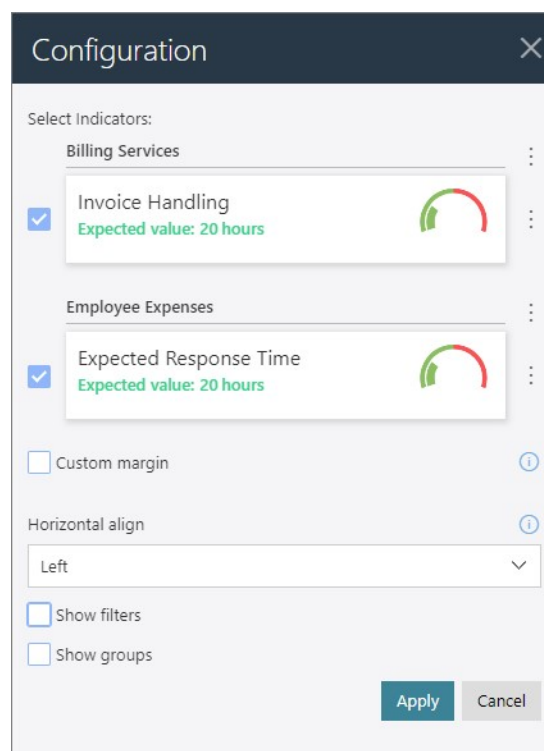 Configuration
Select Indicators:
Billing Services
Invoice Handling
Expected value: 20 hours
Employee Expenses
Expected Response Time
Expected value: 20 hours
Custom margin
Horizontal align
Left
Show filters
Show groups
Apply Cancel